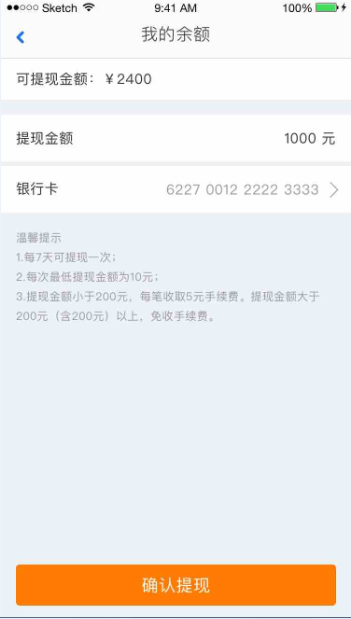 Sketch 9:41 AM 100%
我的余额
可提现金额：￥2400
提现金额 1000 元
银行卡 6227 0012 2222 3333
温馨提示
1.每7天可提现一次；
2.每次最低提现金额为10元；
3.提现金额小于200元，每笔收取5元手续费。提现金额大于
200元（含200元）以上，免收手续费。
确认提现